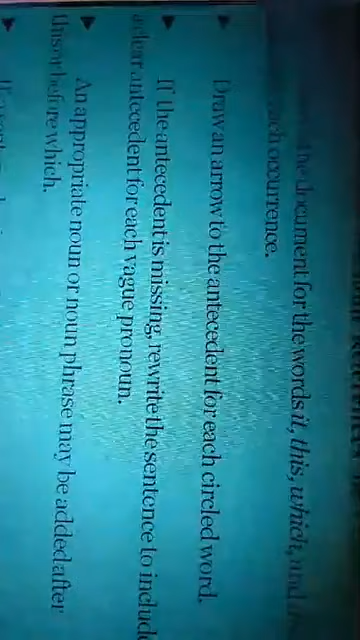 the document for the words it, this, which, and
each occurrence.
Draw an arrow to the antecedent for each circled word.
If the antecedent is missing, rewrite the sentence to include
a clear antecedent for each vague pronoun.
An appropriate noun or noun phrase may be added after
this or before which.